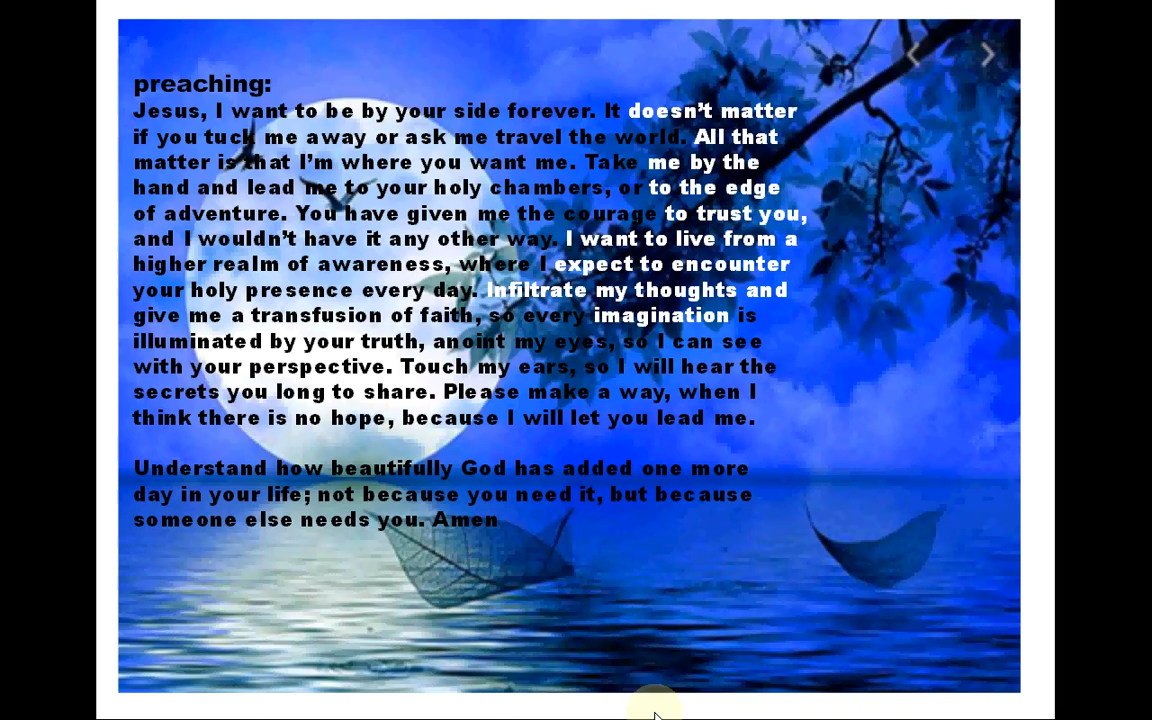 preaching:
Jesus, I want to be by your side forever. It doesn't matter
if you tuck me away or ask me travel the world. All that
matter is that I'm where you want me. Take me by the
hand and lead me to your holy chambers, or to the edge
of adventure. You have given me the courage to trust you,
and I wouldn't have it any other way. I want to live from a
higher realm of awareness, where I expect to encounter
your holy presence every day. Infiltrate my thoughts and
give me a transfusion of faith, so every imagination is
illuminated by your truth, anoint my eyes, so I can see
with your perspective. Touch my ears, so I will hear the
secrets you long to share. Please make a way, when I
think there is no hope, because I will let you lead me.
Understand how beautifully God has added one more
day in your life; not because you need it, but because
someone else needs you. Amen